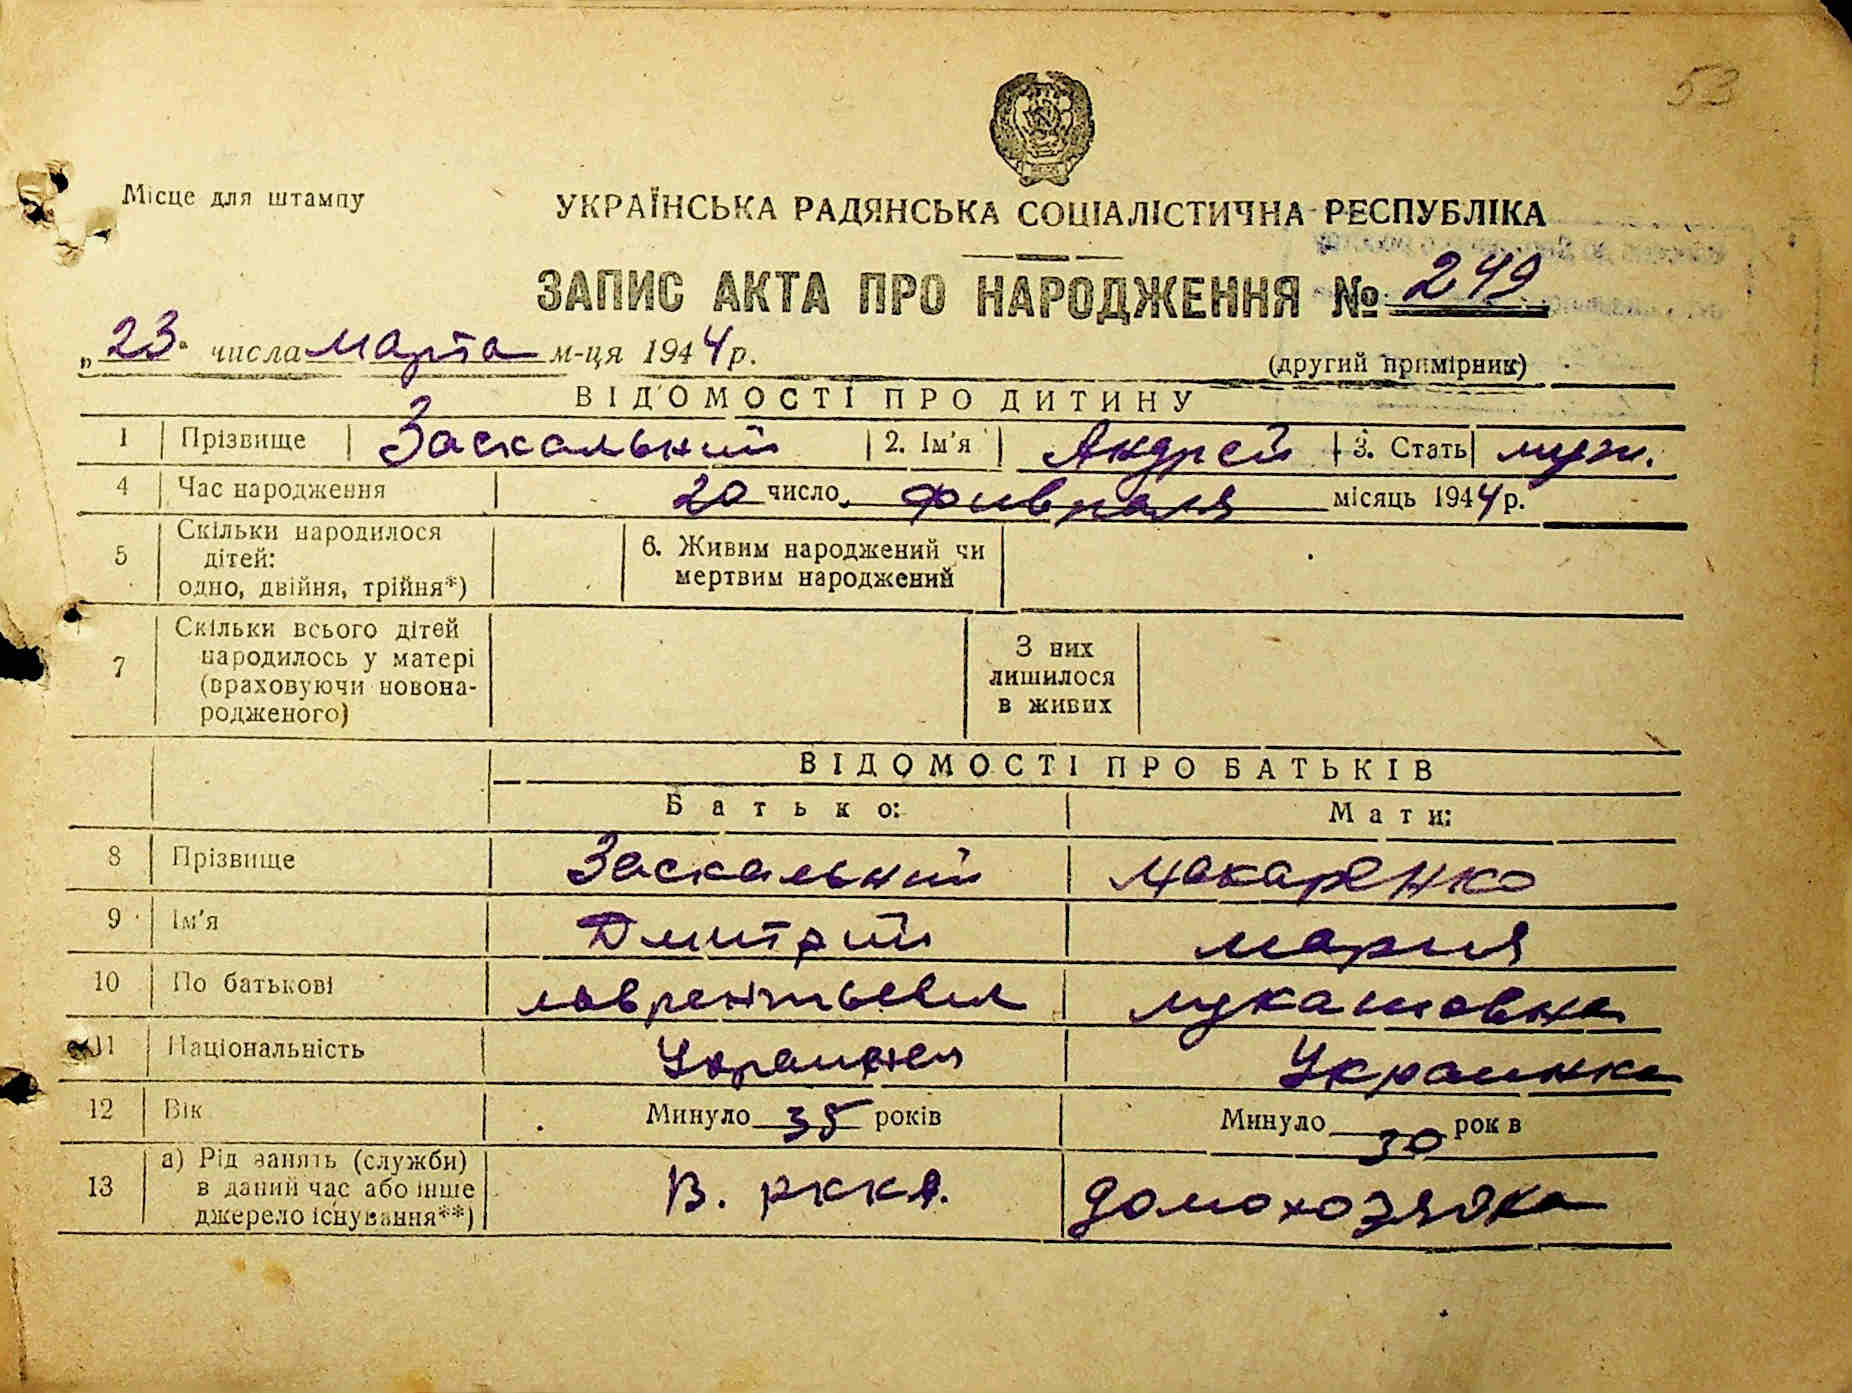 53
Місце для штампу
УКРАЇНСЬКА РАДЯНСЬКА СОЦІАЛІСТИЧНА РЕСПУБЛІКА
ЗАПИС АКТА ПРО НАРОДЖЕННЯ № 249
„23" числа марта м-ця 1944 р.
(другий примірник)
ВІДОМОСТІ ПРО ДИТИНУ
1 Прізвище Заскальный 2. Ім'я Андрей 3. Стать муж.
4 Час народження 20 число февраля місяць 1944 р.
5 Скільки народилося дітей: одно, двійня, трійня*) 6. Живим народжений чи мертвим народжений
7 Скільки всього дітей народилось у матері (враховуючи новонародженого) З них лишилося в живих
ВІДОМОСТІ ПРО БАТЬКІВ
Батько: Мати:
8 Прізвище Заскальный Макаренко
9 Ім'я Дмитрий Мария
10 По батькові Лаврентьевич Лукашовна
11 Національність Украинец Украинка
12 Вік Минуло 35 років Минуло 30 рок в
13 а) Рід занять (служби) в даний час або інше джерело існування**) В. РККА. домохозяйка